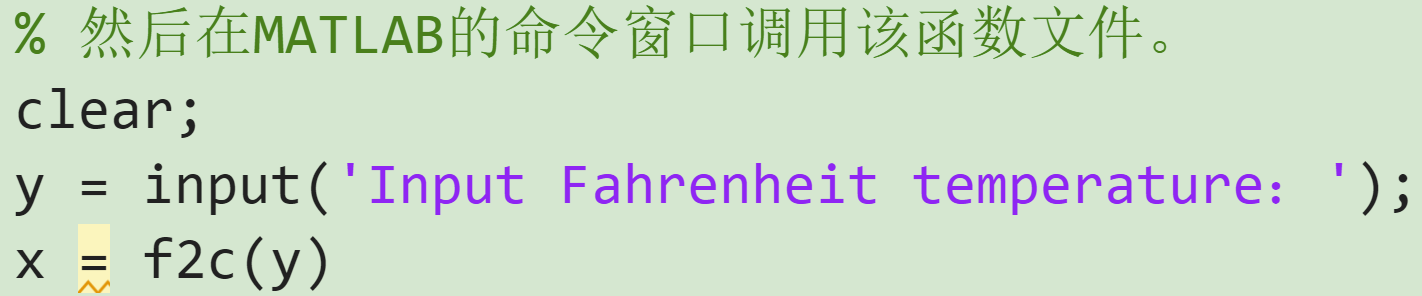 % 然后在MATLAB的命令窗口调用该函数文件。
clear;
y = input('Input Fahrenheit temperature： ');
x = f2c(y)